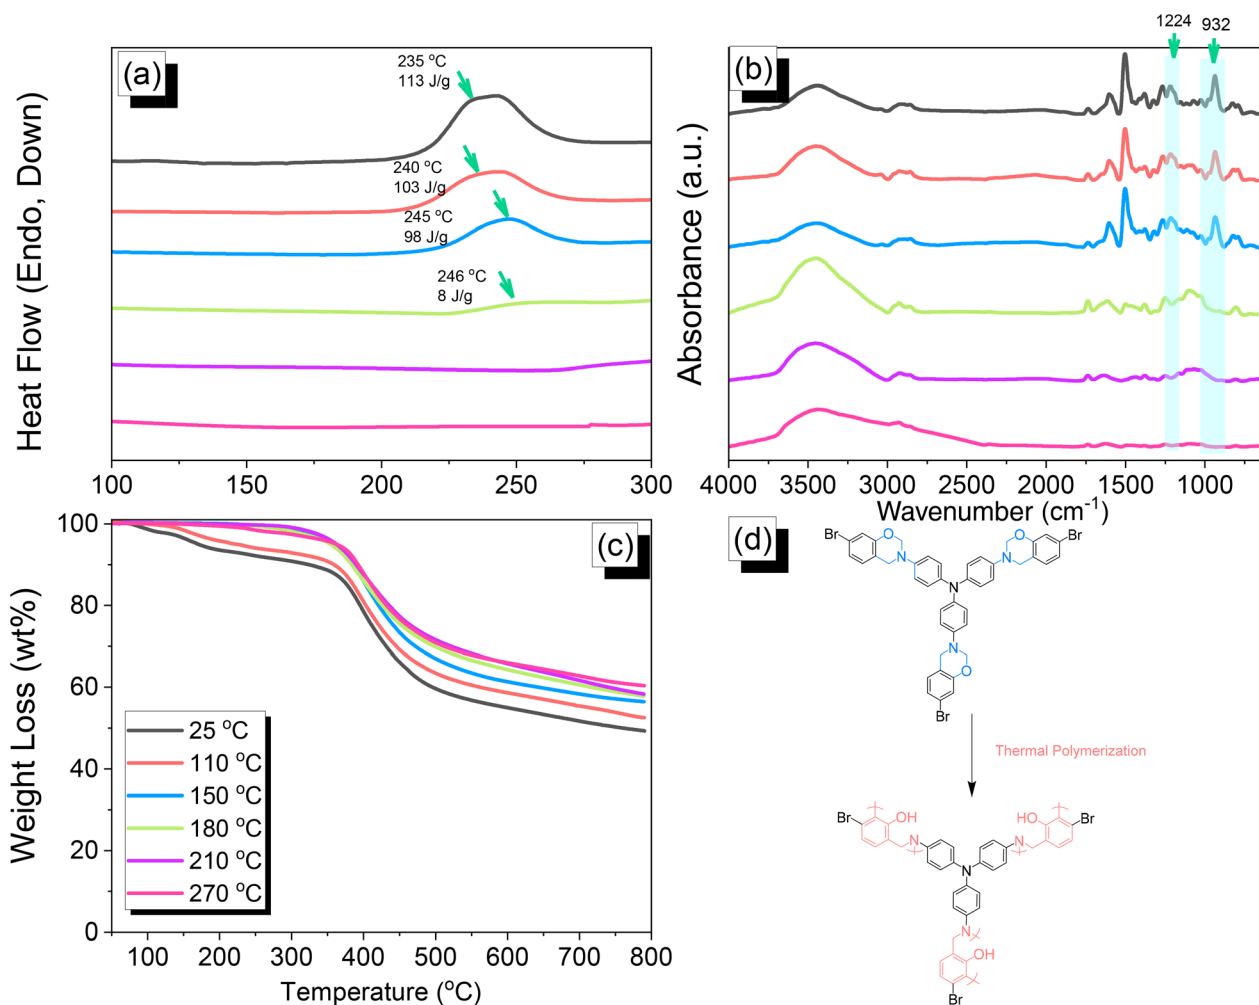 (a)
235 °C
113 J/g
240 °C
103 J/g
245 °C
98 J/g
246 °C
8 J/g
Heat Flow (Endo, Down)
100 150 200 250 300
1224 932
(b)
Absorbance (a.u.)
4000 3500 3000 2500 2000 1500 1000
Wavenumber (cm⁻¹)
(c)
100
80
60
40
20
0
Weight Loss (wt%)
25 °C
110 °C
150 °C
180 °C
210 °C
270 °C
100 200 300 400 500 600 700 800
Temperature (°C)
(d)
Br O O Br
N N
N
N
O
Br
Thermal Polymerization
Br OH HO Br
N N
N
N
OH
Br